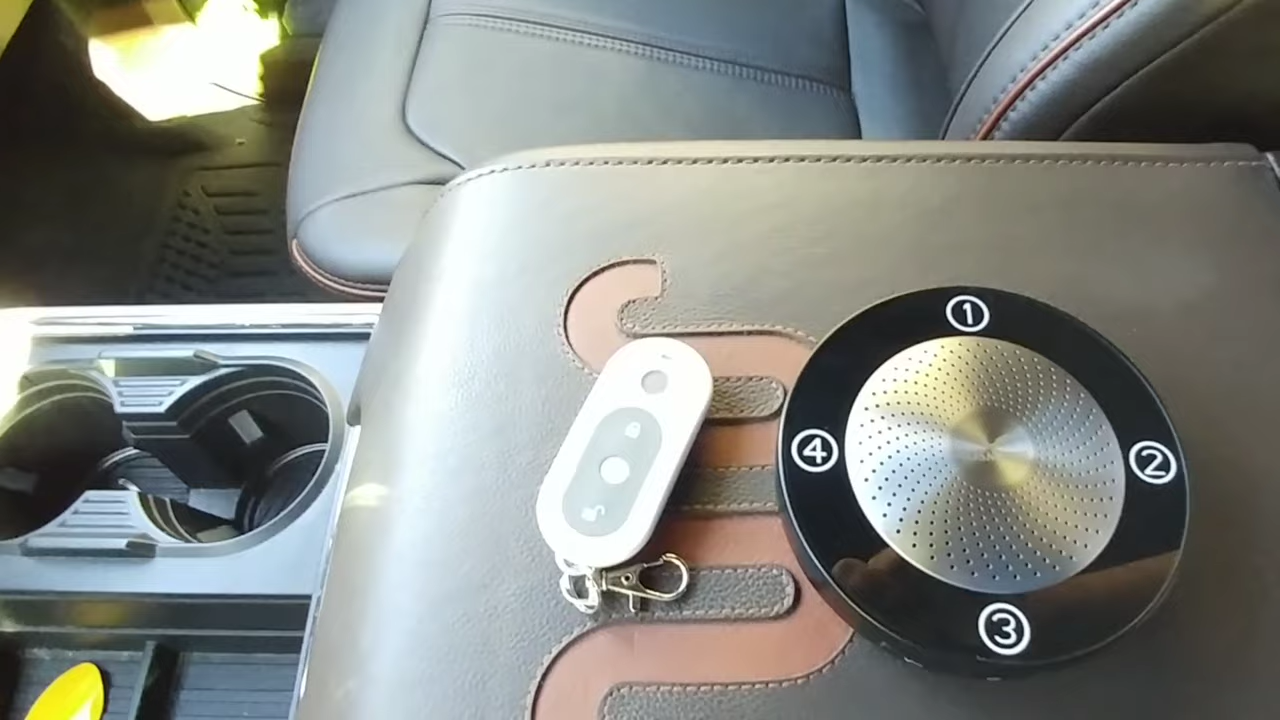 ①
④
②
③